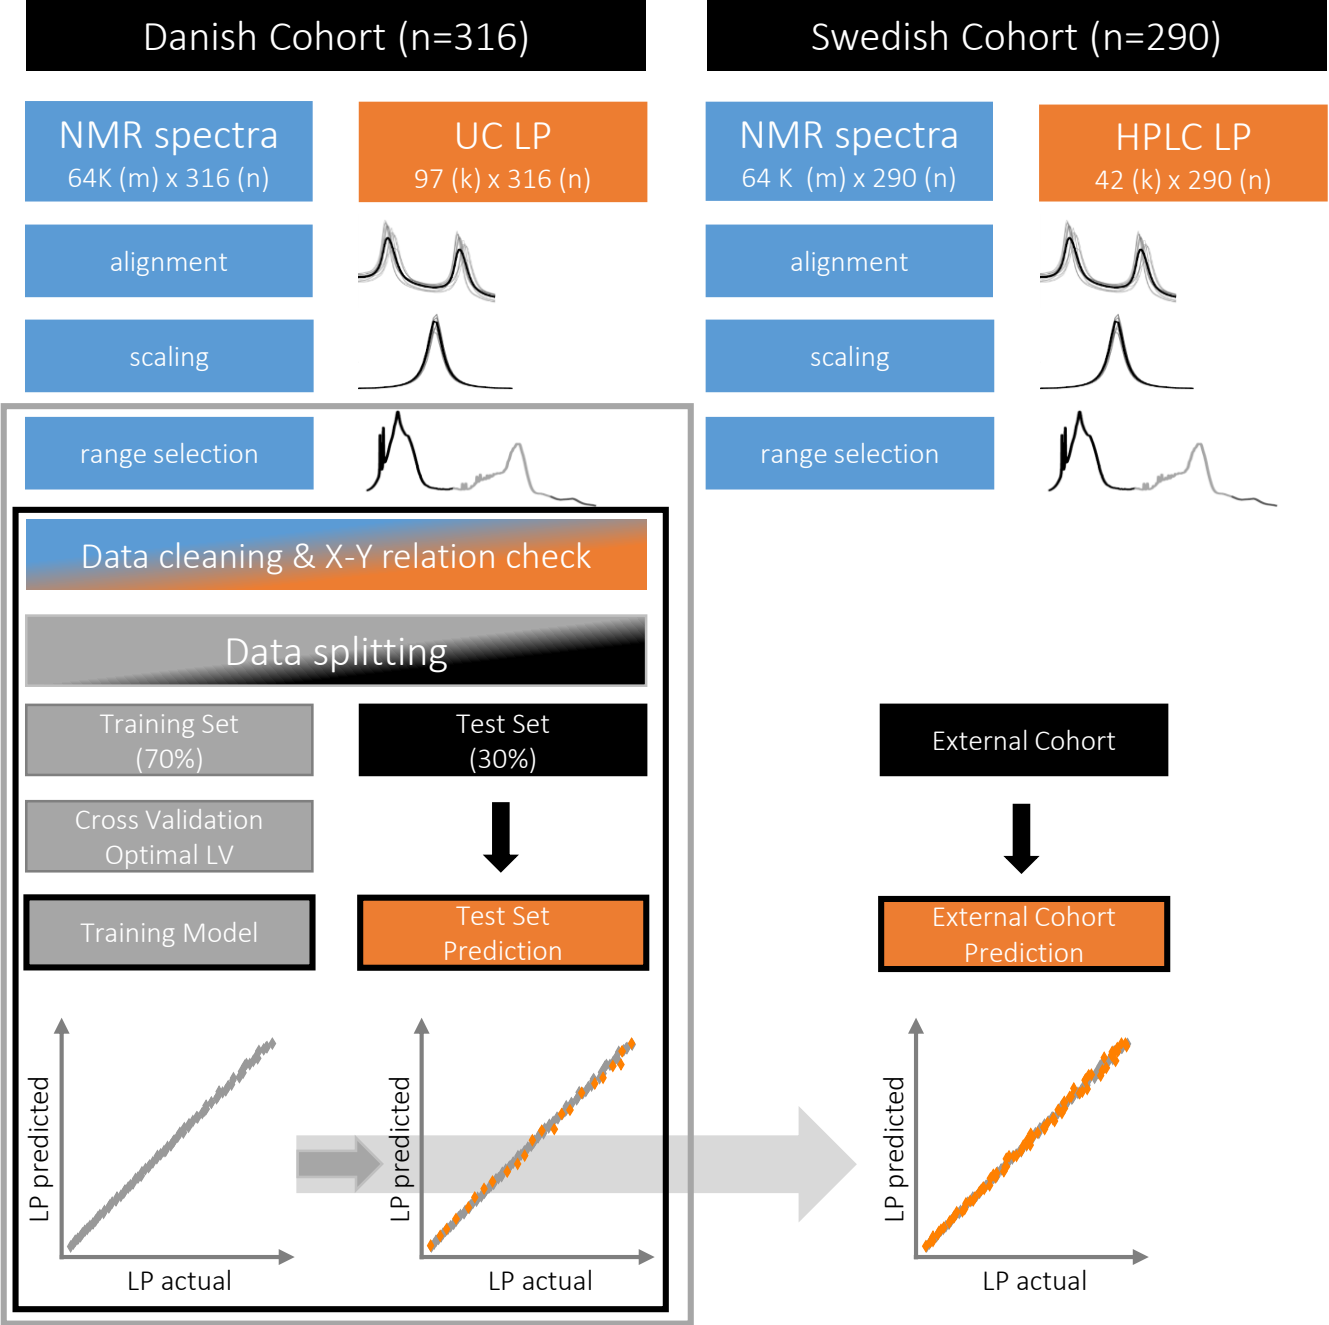 Danish Cohort (n=316)
Swedish Cohort (n=290)
NMR spectra
64K (m) x 316 (n)
UC LP
97 (k) x 316 (n)
NMR spectra
64 K (m) x 290 (n)
HPLC LP
42 (k) x 290 (n)
alignment
alignment
scaling
scaling
range selection
range selection
Data cleaning & X-Y relation check
Data splitting
Training Set
(70%)
Test Set
(30%)
External Cohort
Cross Validation
Optimal LV
Training Model
Test Set
Prediction
External Cohort
Prediction
LP predicted
LP actual
LP predicted
LP actual
LP predicted
LP actual